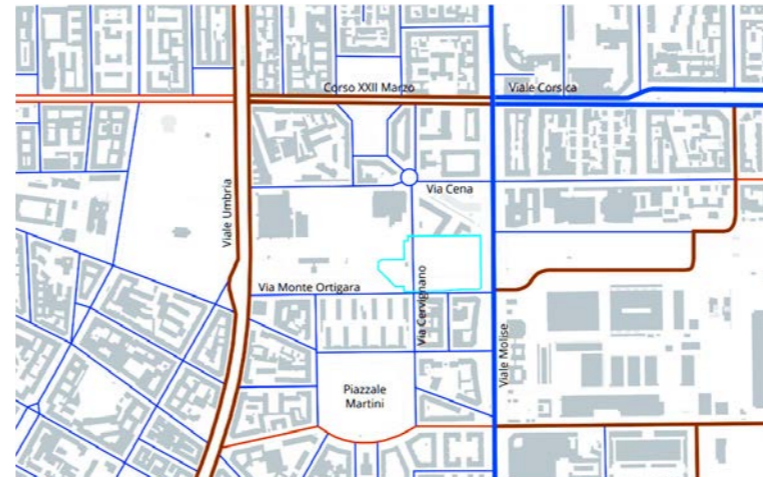 Corso XXII Marzo
Viale Corsica
Via Cena
Viale Umbria
Via Monte Ortigara
Via Cervignano
Viale Molise
Piazzale
Martini